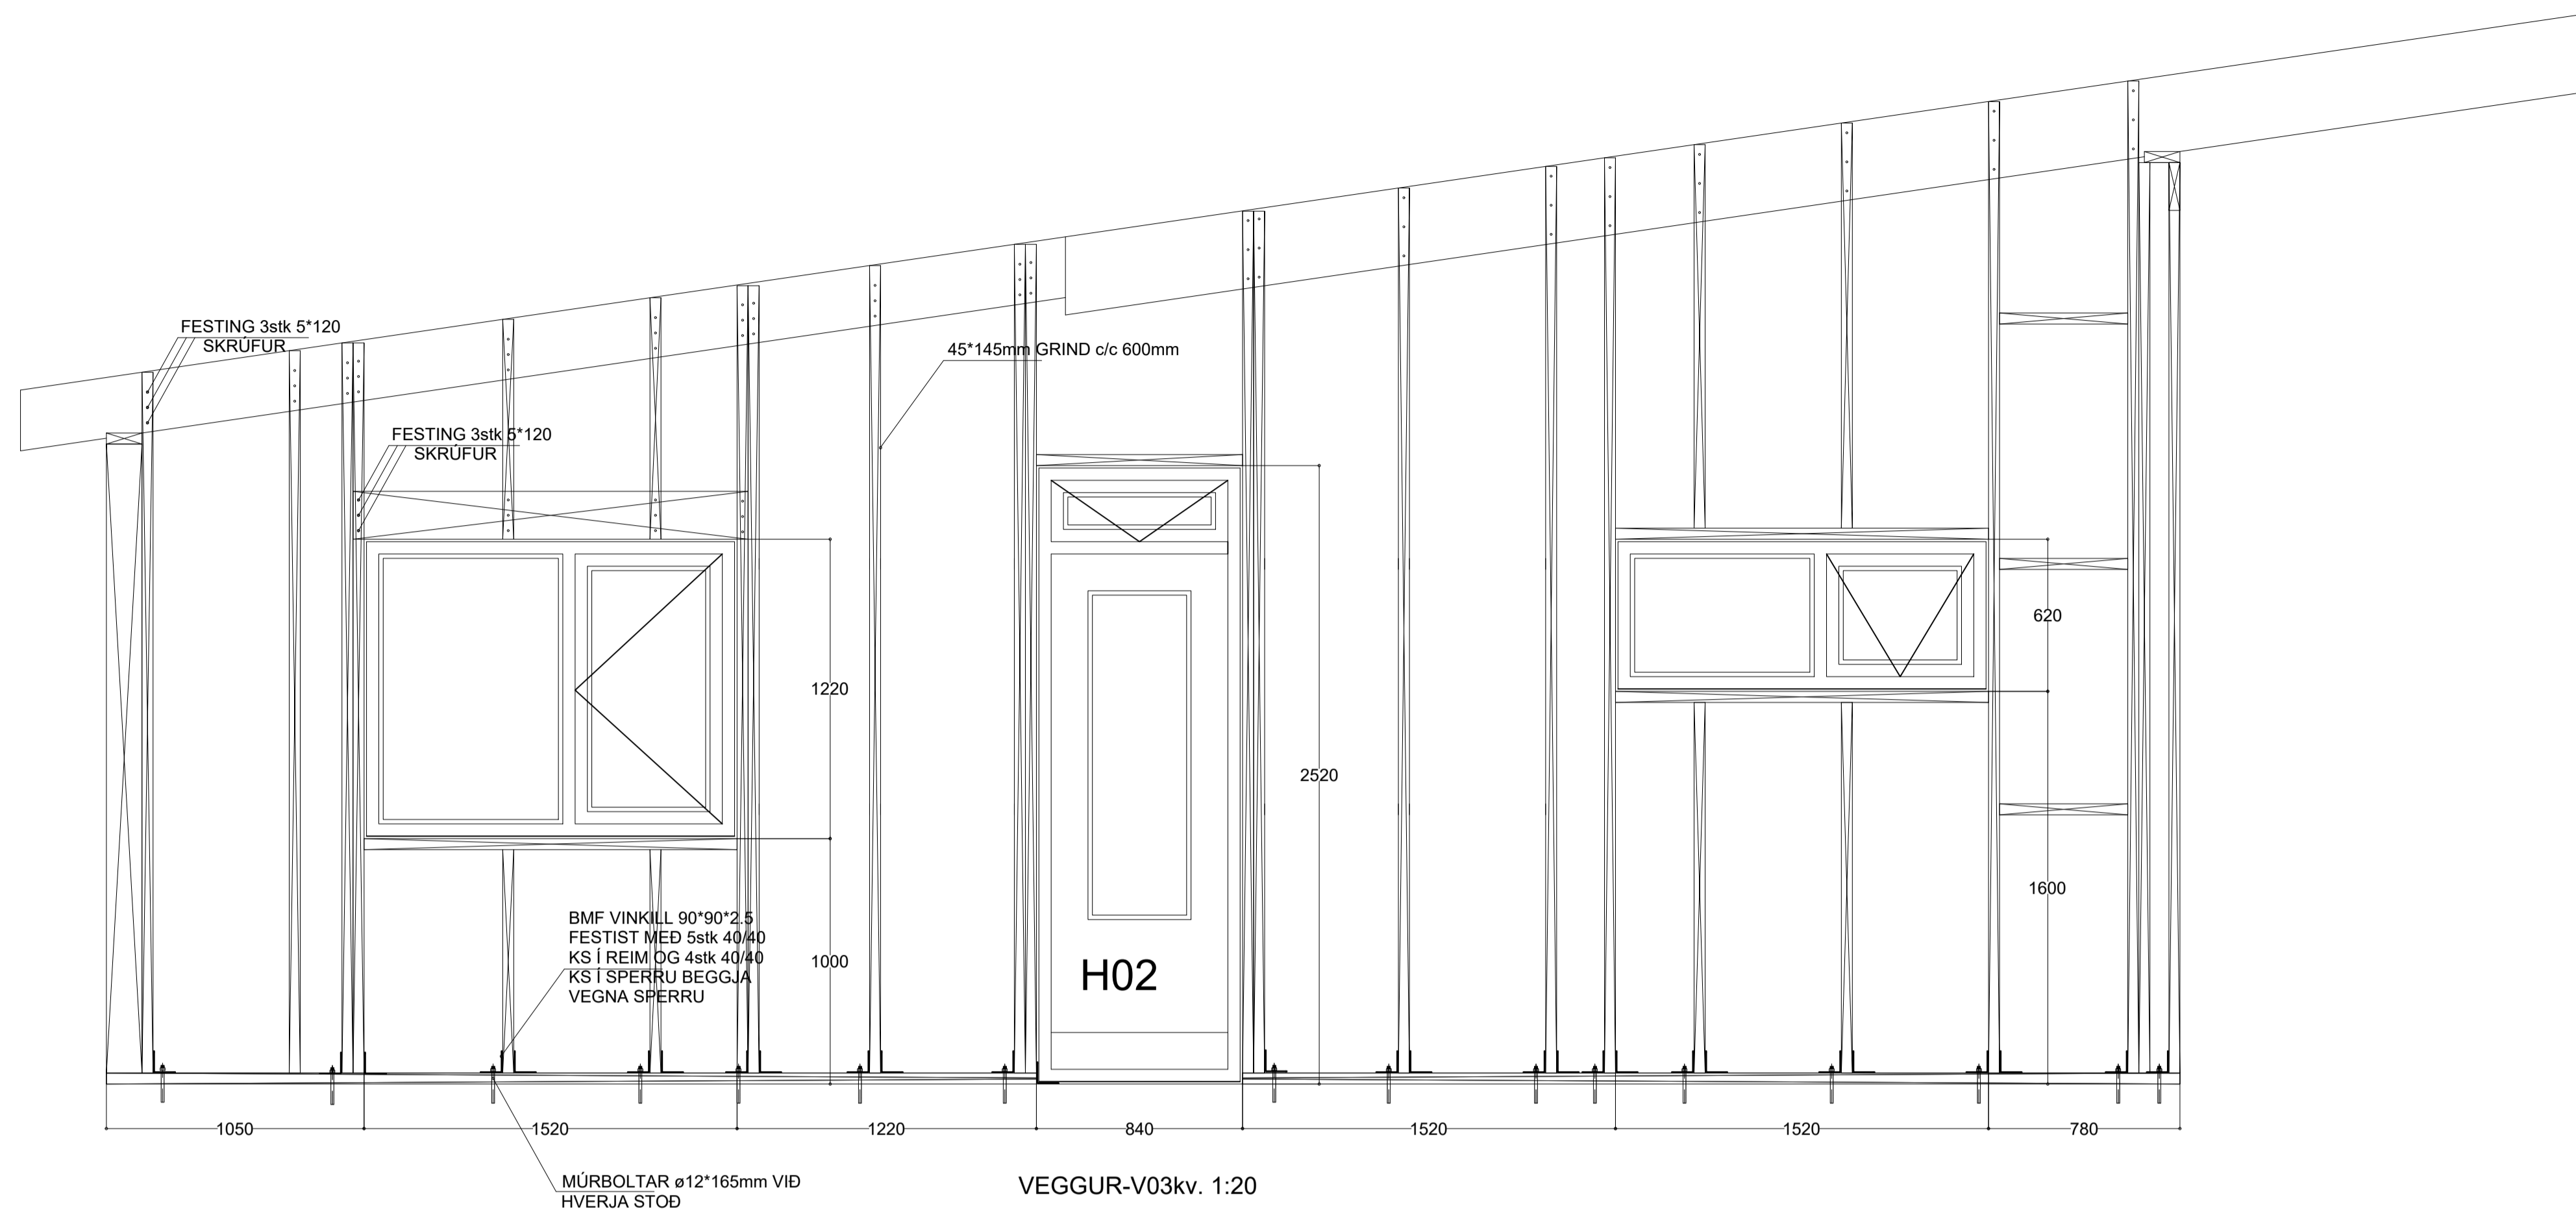 FESTING 3stk 5*120
SKRÚFUR
45*145mm GRIND c/c 600mm
FESTING 3stk 5*120
SKRÚFUR
620
1220
2520
1600
BMF VINKILL 90*90*2.5
FESTIST MEÐ 5stk 40/40
KS Í REIM OG 4stk 40/40
KS Í SPERRU BEGGJA
VEGNA SPERRU
1000
H02
1050
1520
1220
840
1520
1520
780
MÚRBOLTAR ø12*165mm VIÐ
HVERJA STOÐ
VEGGUR-V03kv. 1:20